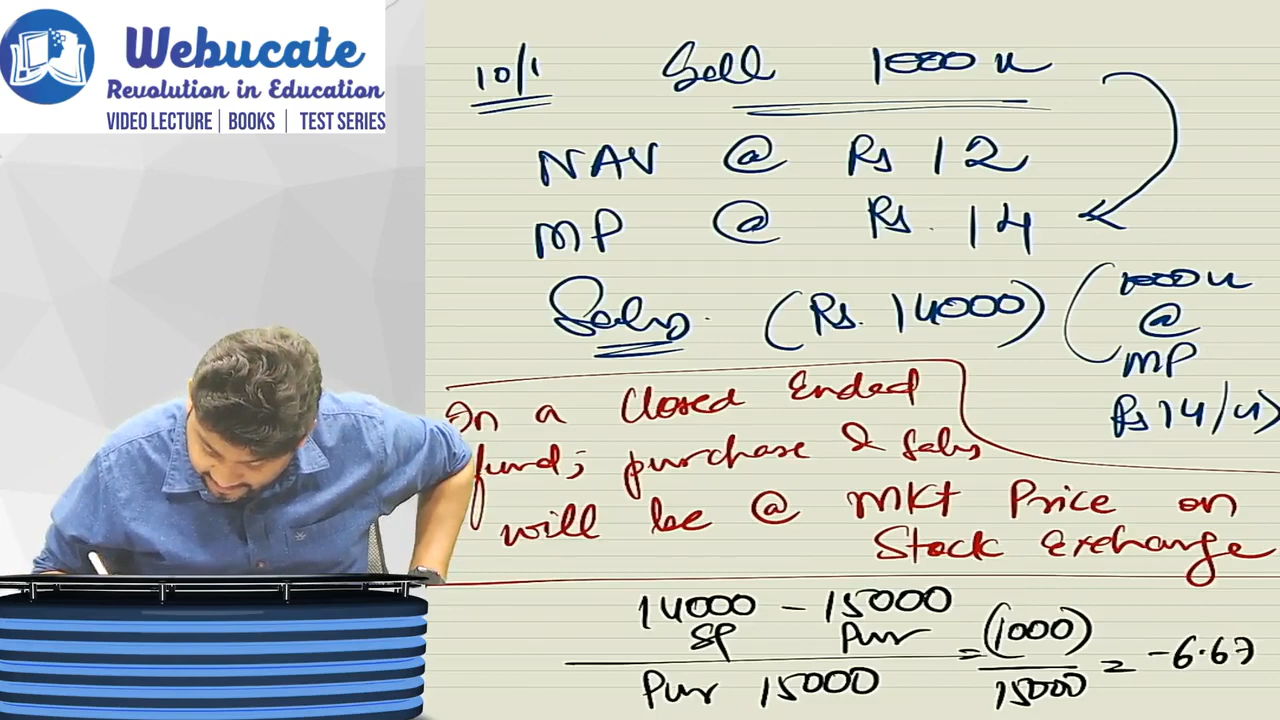 Webucate
Revolution in Education
VIDEO LECTURE | BOOKS | TEST SERIES
10/1 Sell 1000 u
NAV @ Rs 12
MP @ Rs. 14
Sales. (Rs. 14000)
(1000 u
@
MP
Rs 14/u)
In a Closed Ended
fund; purchase & Sales
will be @ MKt Price on
Stock Exchange
14000 - 15000
SP Pur
Pur 15000
= (1000)
15000
= -6.67